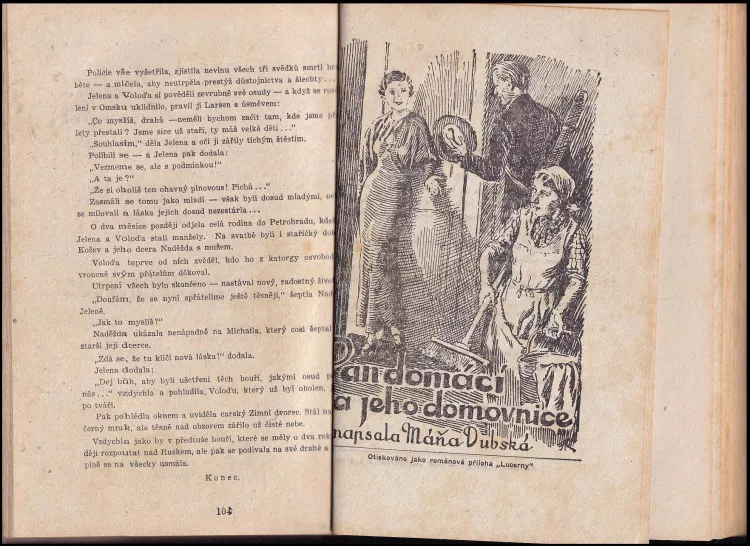 Policie vše vyšetřila, zjistila nevinu všech tří svědků smrti
běte — a mlčela, aby neutrpěla prestýž důstojnictva a šlechty...
Jelena a Voloďa si pověděli zevrubně své osudy — a když se
lení v Omsku uklidnilo, pravil jí Larsen s úsměvem:
„Co myslíš, drahá —neměli bychom začít tam, kde jsme
lety přestali? Jsme sice už staří, ty máš velké děti..."
„Souhlasím," děla Jelena a oči jí zářily tichým štěstím.
Políbili se — a Jelena pak dodala:
„Vezmeme se, ale s podmínkou!"
„A ta je?"
„Že si oholíš ten ohavný plnovous! Píchá..."
Zasmáli se tomu jako mladí — však byli dosud mladými,
se milovali a láska jejich dosud nezestárla...
O dva měsíce později odjela celá rodina do Petrohradu, kde
Jelena a Voloďa stali manžely. Na svatbě byli i stařičký
Kožev a jeho dcera Naděžda s mužem.
Voloďa teprve od nich zvěděl, kdo ho z katorgy osvobod
vroucně svým přátelům děkoval.
Utrpení všech bylo skončeno — nastával nový, radostný život
„Doufám, že se nyní spřátelíme ještě těsněji," šeptla Nad
Jeleně.
„Jak to myslíš?"
Naděžda ukázala nenápadně na Michaila, který cosi šeptal
starší její dcerce.
„Zdá se, že tu klíčí nová láska!" dodala.
Jelena dodala:
„Dej bůh, aby byli ušetřeni těch bouří, jakými osud
nás..." vzdychla a pohladila Voloďu, který už byl oholen,
po tváři.
Pak pohlédla oknem a uviděla carský Zimní dvorec. Stál
černý mrak, ale nad obzorem zářilo už čisté nebe.
Vzdychla jako by v předtuše bouří, které se měly o dva rok
ději rozpoutat nad Ruskem, ale pak se podívala na své drahé a
plně se na všecky usmála.
Konec.
104
Pan domácí
a jeho domovnice
napsala Máňa Dubská
Otiskováno jako románová příloha „Lucerny"